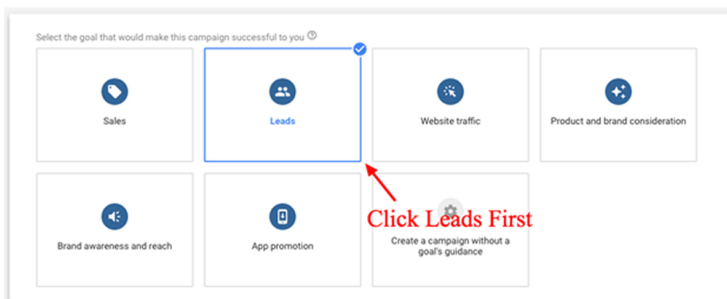 Select the goal that would make this campaign successful to you
Sales
Leads
Website traffic
Product and brand consideration
Click Leads First
Brand awareness and reach
App promotion
Create a campaign without a
goal's guidance